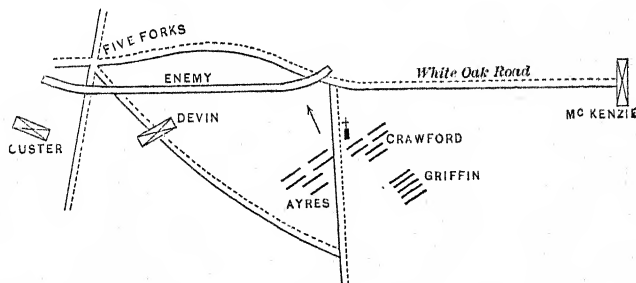 FIVE FORKS
ENEMY
White Oak Road
Mc KENZIE
DEVIN
CUSTER
CRAWFORD
GRIFFIN
AYRES